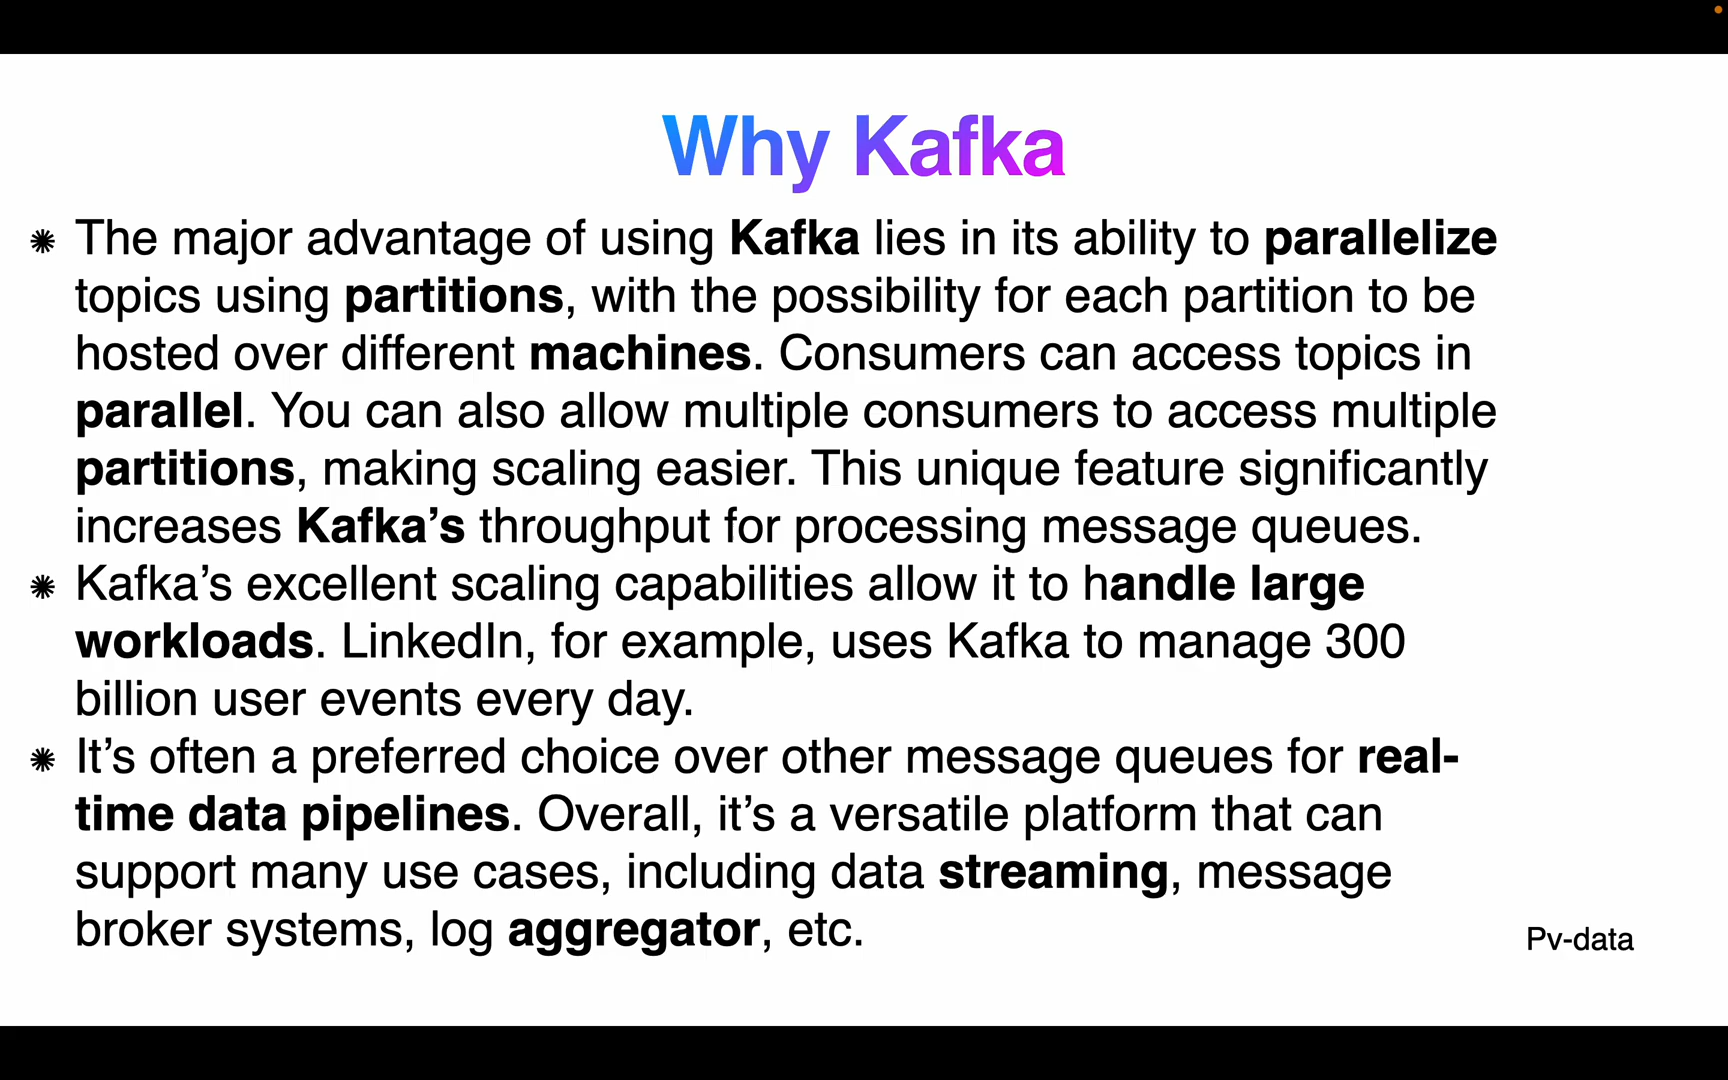 Why Kafka
The major advantage of using Kafka lies in its ability to parallelize
topics using partitions, with the possibility for each partition to be
hosted over different machines. Consumers can access topics in
parallel. You can also allow multiple consumers to access multiple
partitions, making scaling easier. This unique feature significantly
increases Kafka’s throughput for processing message queues.
Kafka’s excellent scaling capabilities allow it to handle large
workloads. LinkedIn, for example, uses Kafka to manage 300
billion user events every day.
It’s often a preferred choice over other message queues for real-
time data pipelines. Overall, it’s a versatile platform that can
support many use cases, including data streaming, message
broker systems, log aggregator, etc.
Pv-data